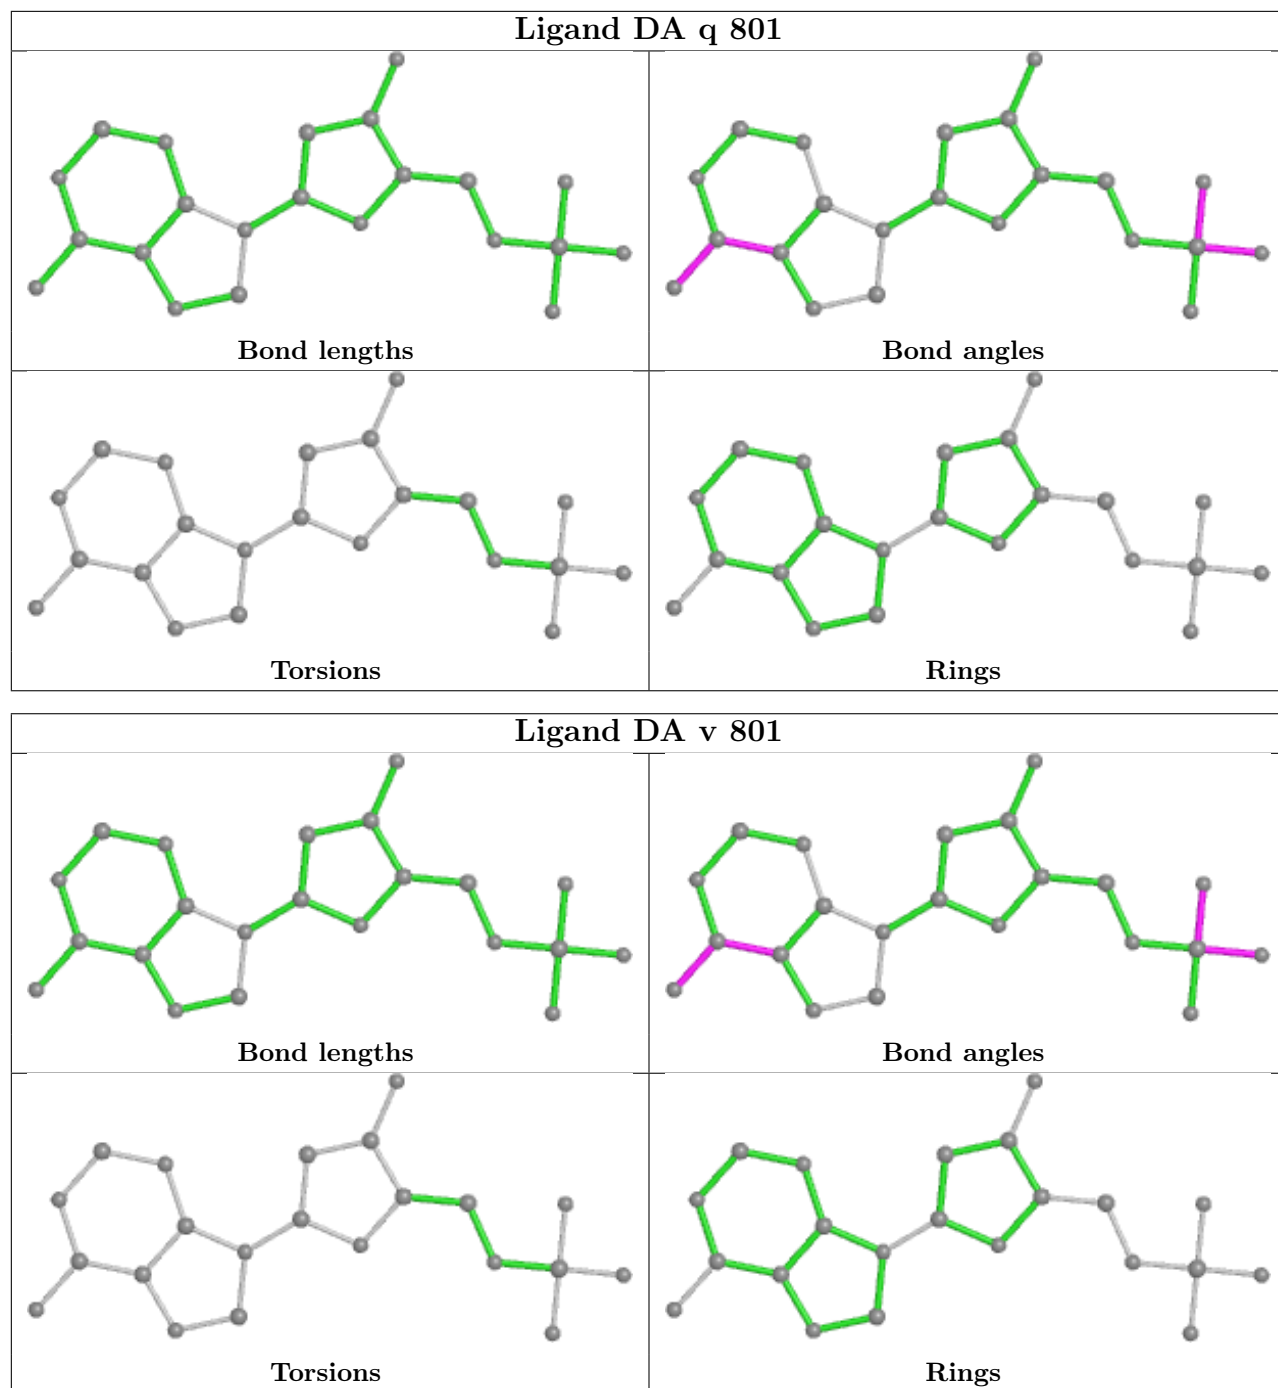 Ligand DA q 801
Bond lengths
Bond angles
Torsions
Rings
Ligand DA v 801
Bond lengths
Bond angles
Torsions
Rings